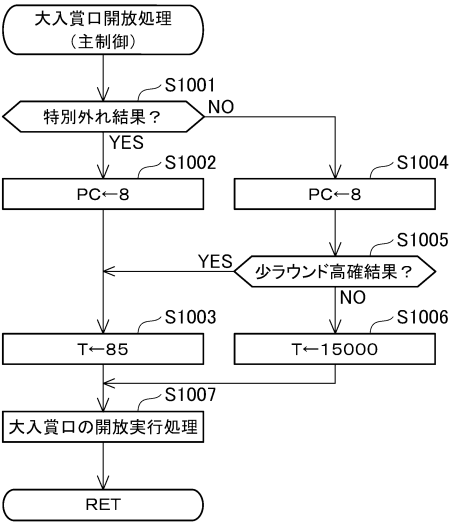 大入賞口開放処理
（主制御）
S1001
特別外れ結果？
NO
YES
S1002
PC←8
S1004
PC←8
S1005
YES
少ラウンド高確結果？
NO
S1003
T←85
S1006
T←15000
S1007
大入賞口の開放実行処理
RET